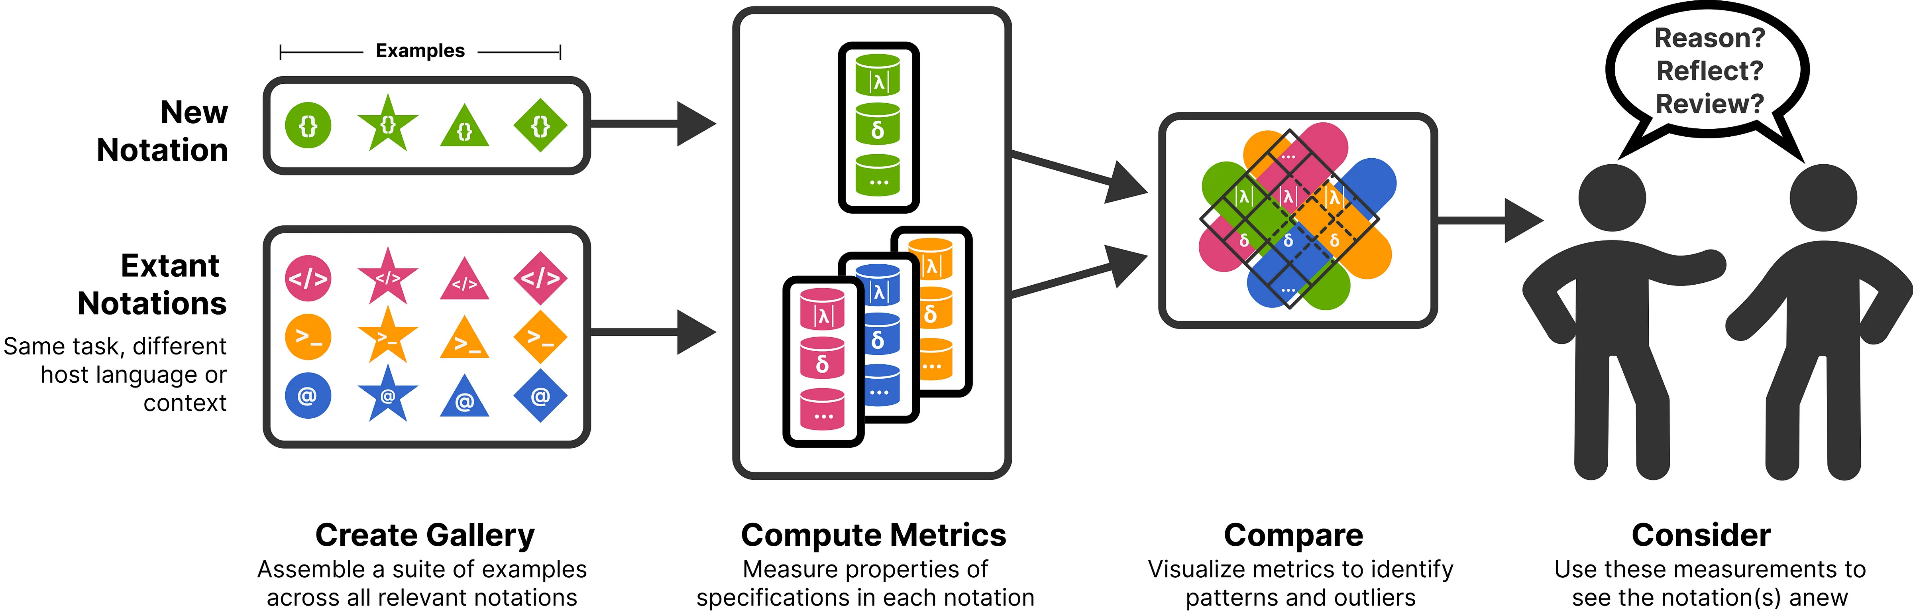 Examples
New
Notation
{} {} {} {}
Extant
Notations
Same task, different
host language or
context
</> </> </> </>
>_ >_ >_ >_
@ @ @ @
|λ|
δ
...
|λ|
δ
...
|λ|
δ
...
|λ|
δ
...
...
|λ| |λ| |λ|
δ δ δ
...
Reason?
Reflect?
Review?
Create Gallery
Assemble a suite of examples
across all relevant notations
Compute Metrics
Measure properties of
specifications in each notation
Compare
Visualize metrics to identify
patterns and outliers
Consider
Use these measurements to
see the notation(s) anew